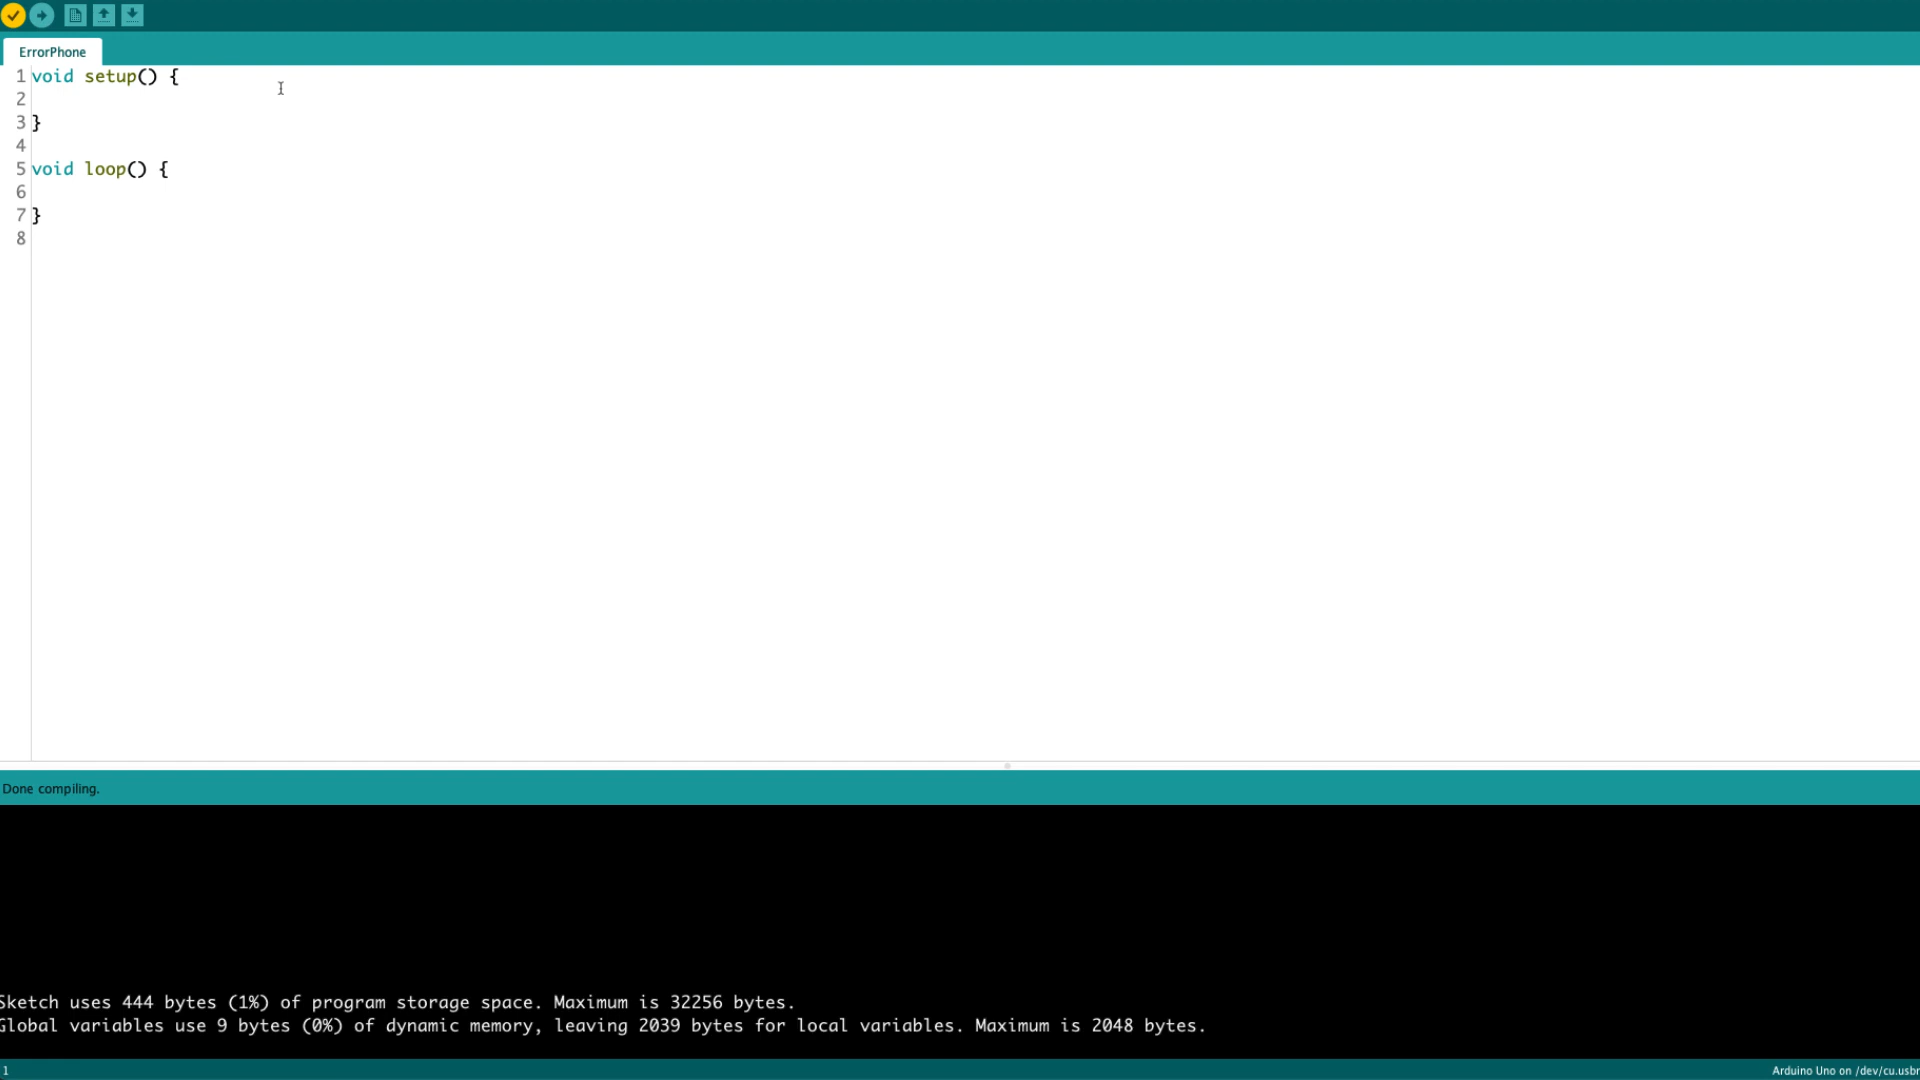 ErrorPhone
1 void setup() {
2
3 }
4
5 void loop() {
6
7 }
8
Done compiling.
Sketch uses 444 bytes (1%) of program storage space. Maximum is 32256 bytes.
Global variables use 9 bytes (0%) of dynamic memory, leaving 2039 bytes for local variables. Maximum is 2048 bytes.
1
Arduino Uno on /dev/cu.usbr